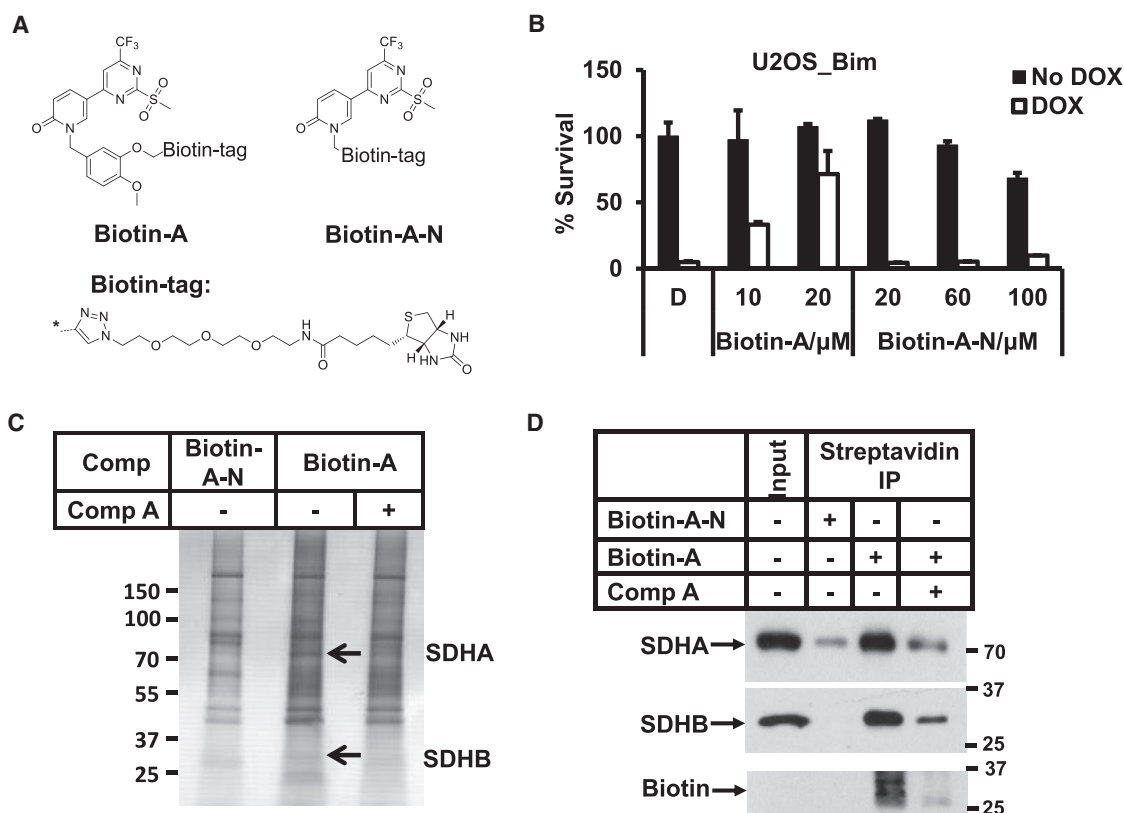 A
CF3
N
N
S
O
O
O
N
O
Biotin-tag
O
Biotin-A
CF3
N
N
S
O
O
O
N
Biotin-tag
Biotin-A-N
Biotin-tag:
*
N
N
N
O
O
O
H
N
O
S
H
H
NH
HN
O
B
U2OS_Bim
No DOX
DOX
% Survival
150
100
50
0
D
10
20
20
60
100
Biotin-A/µM
Biotin-A-N/µM
C
Comp
Biotin-
A-N
Biotin-A
Comp A
-
-
+
150
100
70
55
37
25
SDHA
SDHB
D
Input
Streptavidin
IP
Biotin-A-N
-
+
-
-
Biotin-A
-
-
+
+
Comp A
-
-
-
+
SDHA
70
37
SDHB
25
37
Biotin
25